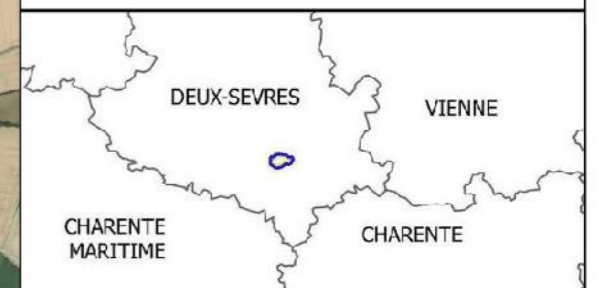 DEUX-SEVRES
VIENNE
CHARENTE
MARITIME
CHARENTE